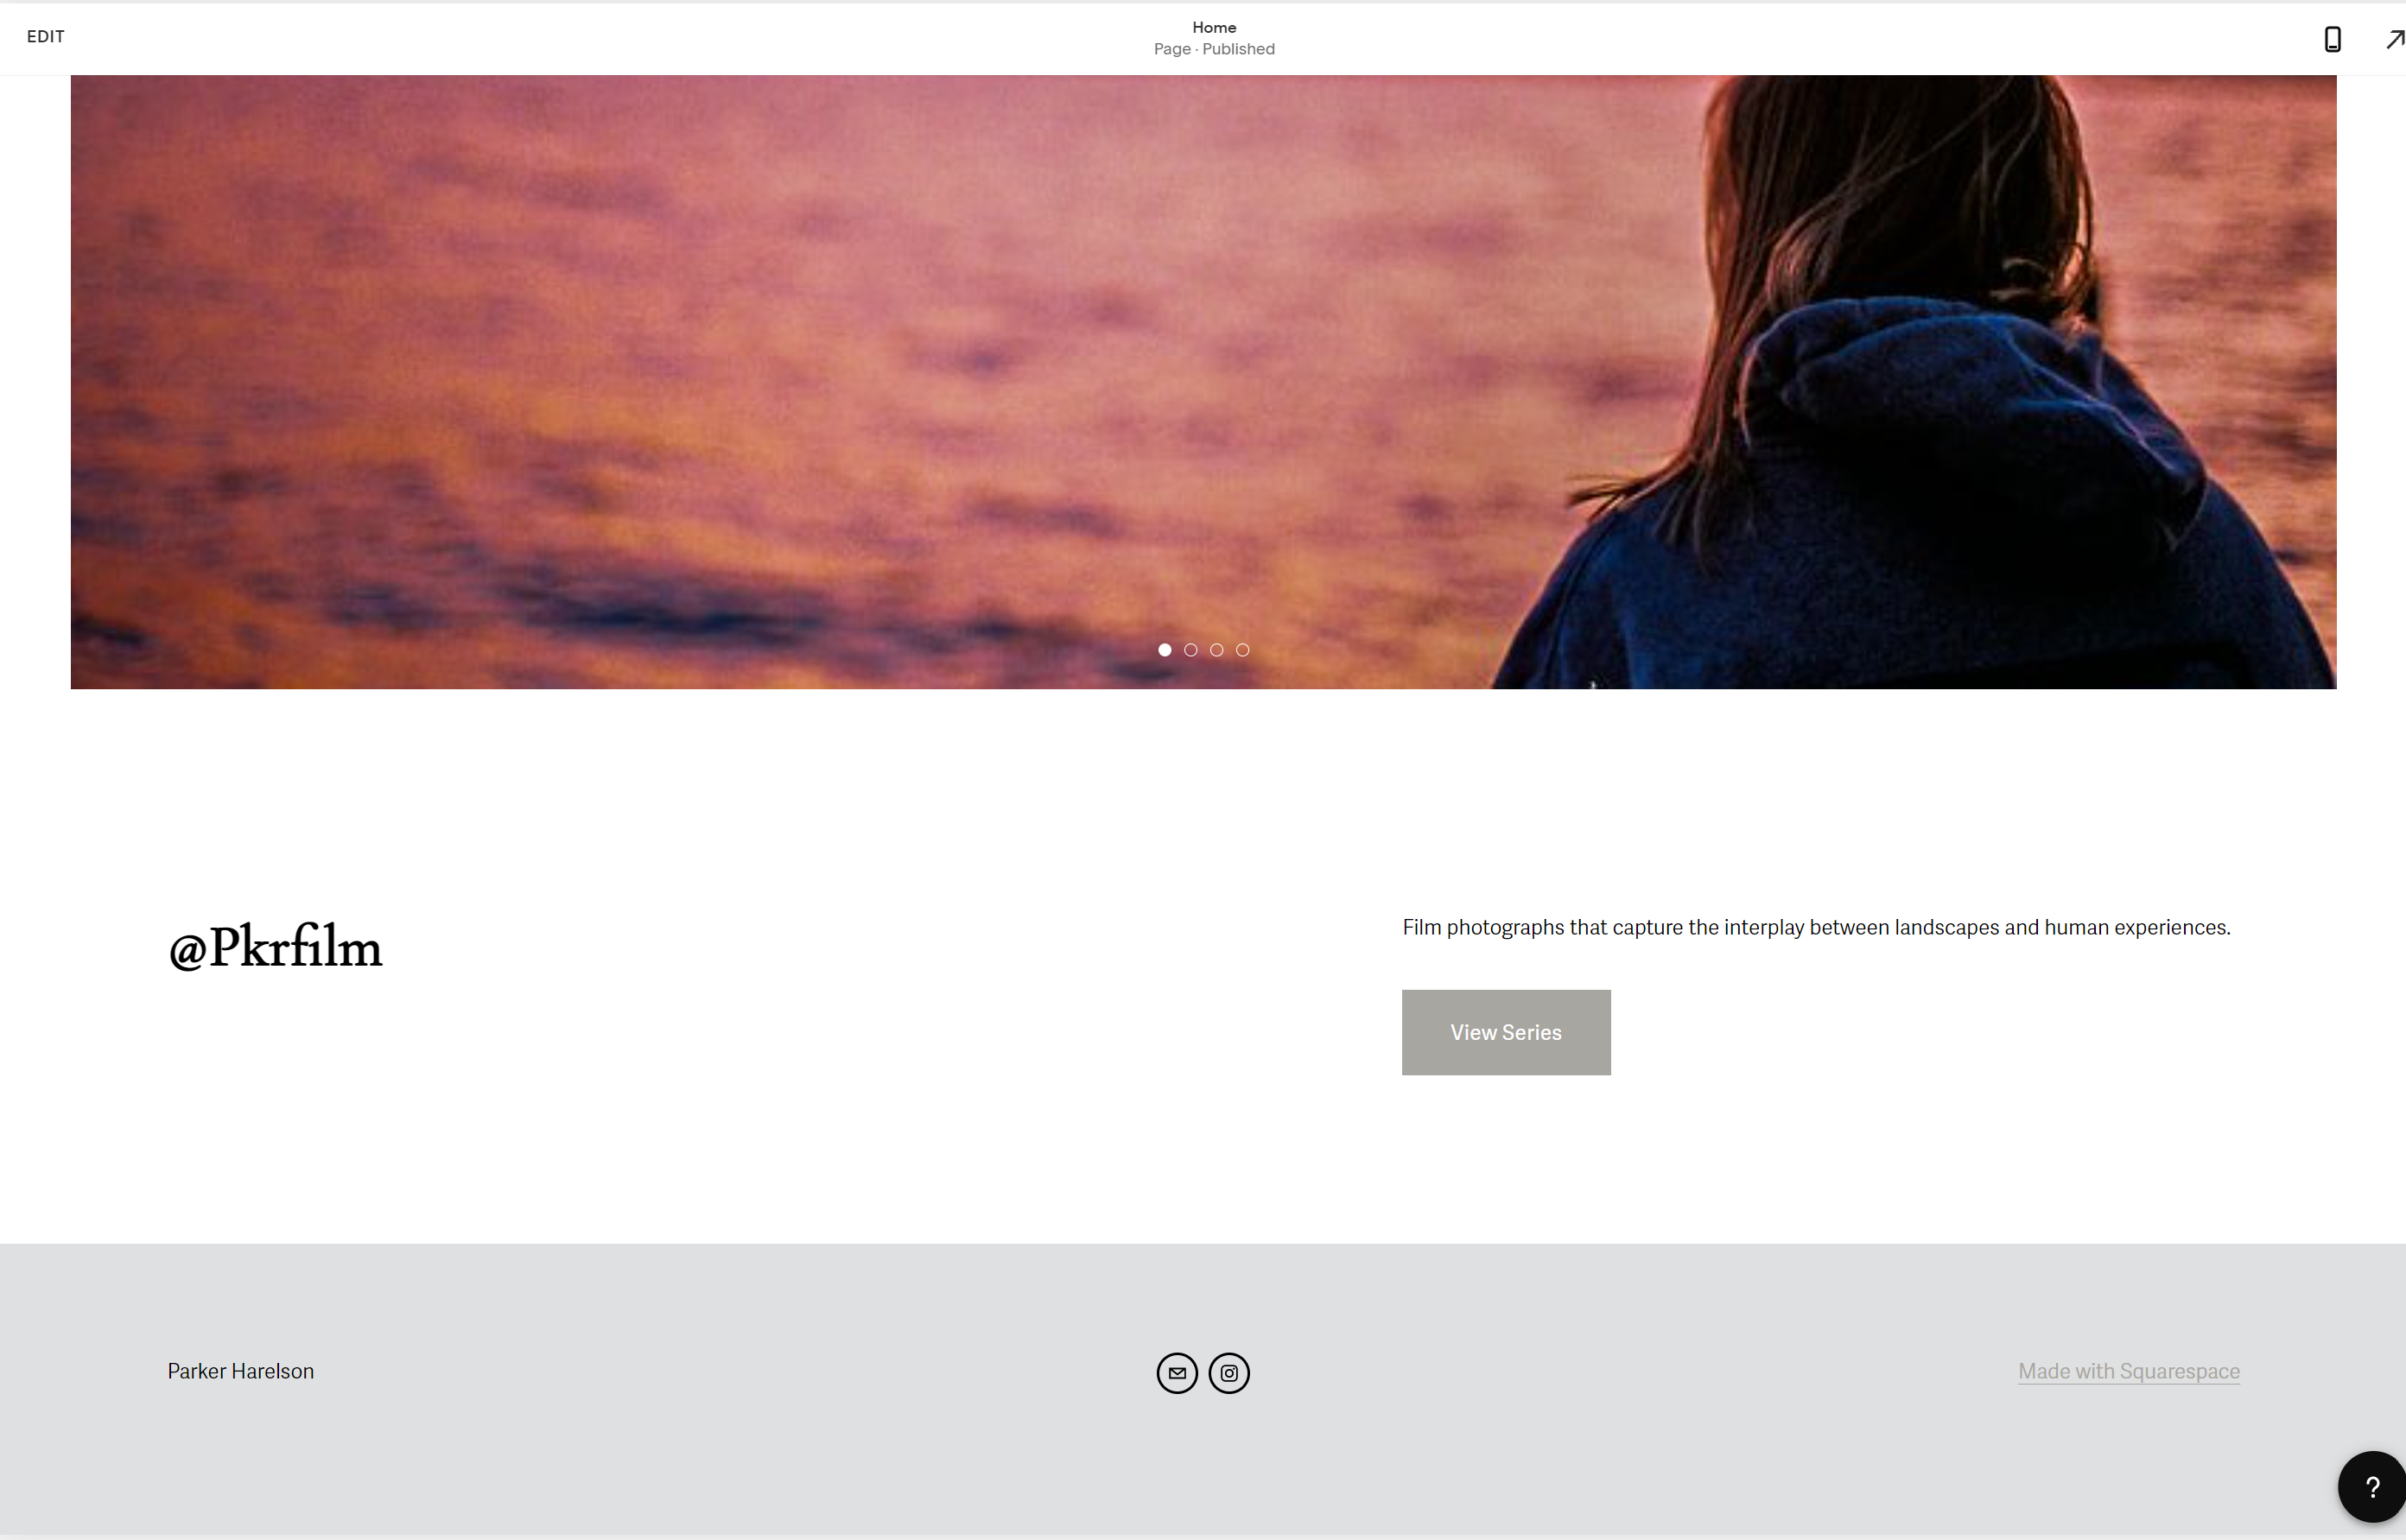 EDIT
Home
Page · Published
@Pkrfilm
Film photographs that capture the interplay between landscapes and human experiences.
View Series
Parker Harelson
Made with Squarespace
?